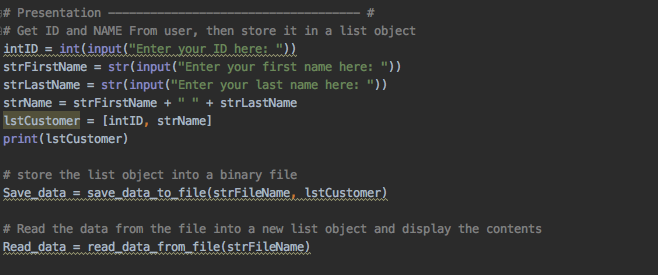 # Presentation ------------------------------------ #
# Get ID and NAME From user, then store it in a list object
intID = int(input("Enter your ID here: "))
strFirstName = str(input("Enter your first name here: "))
strLastName = str(input("Enter your last name here: "))
strName = strFirstName + " " + strLastName
lstCustomer = [intID, strName]
print(lstCustomer)
# store the list object into a binary file
Save_data = save_data_to_file(strFileName, lstCustomer)
# Read the data from the file into a new list object and display the contents
Read_data = read_data_from_file(strFileName)